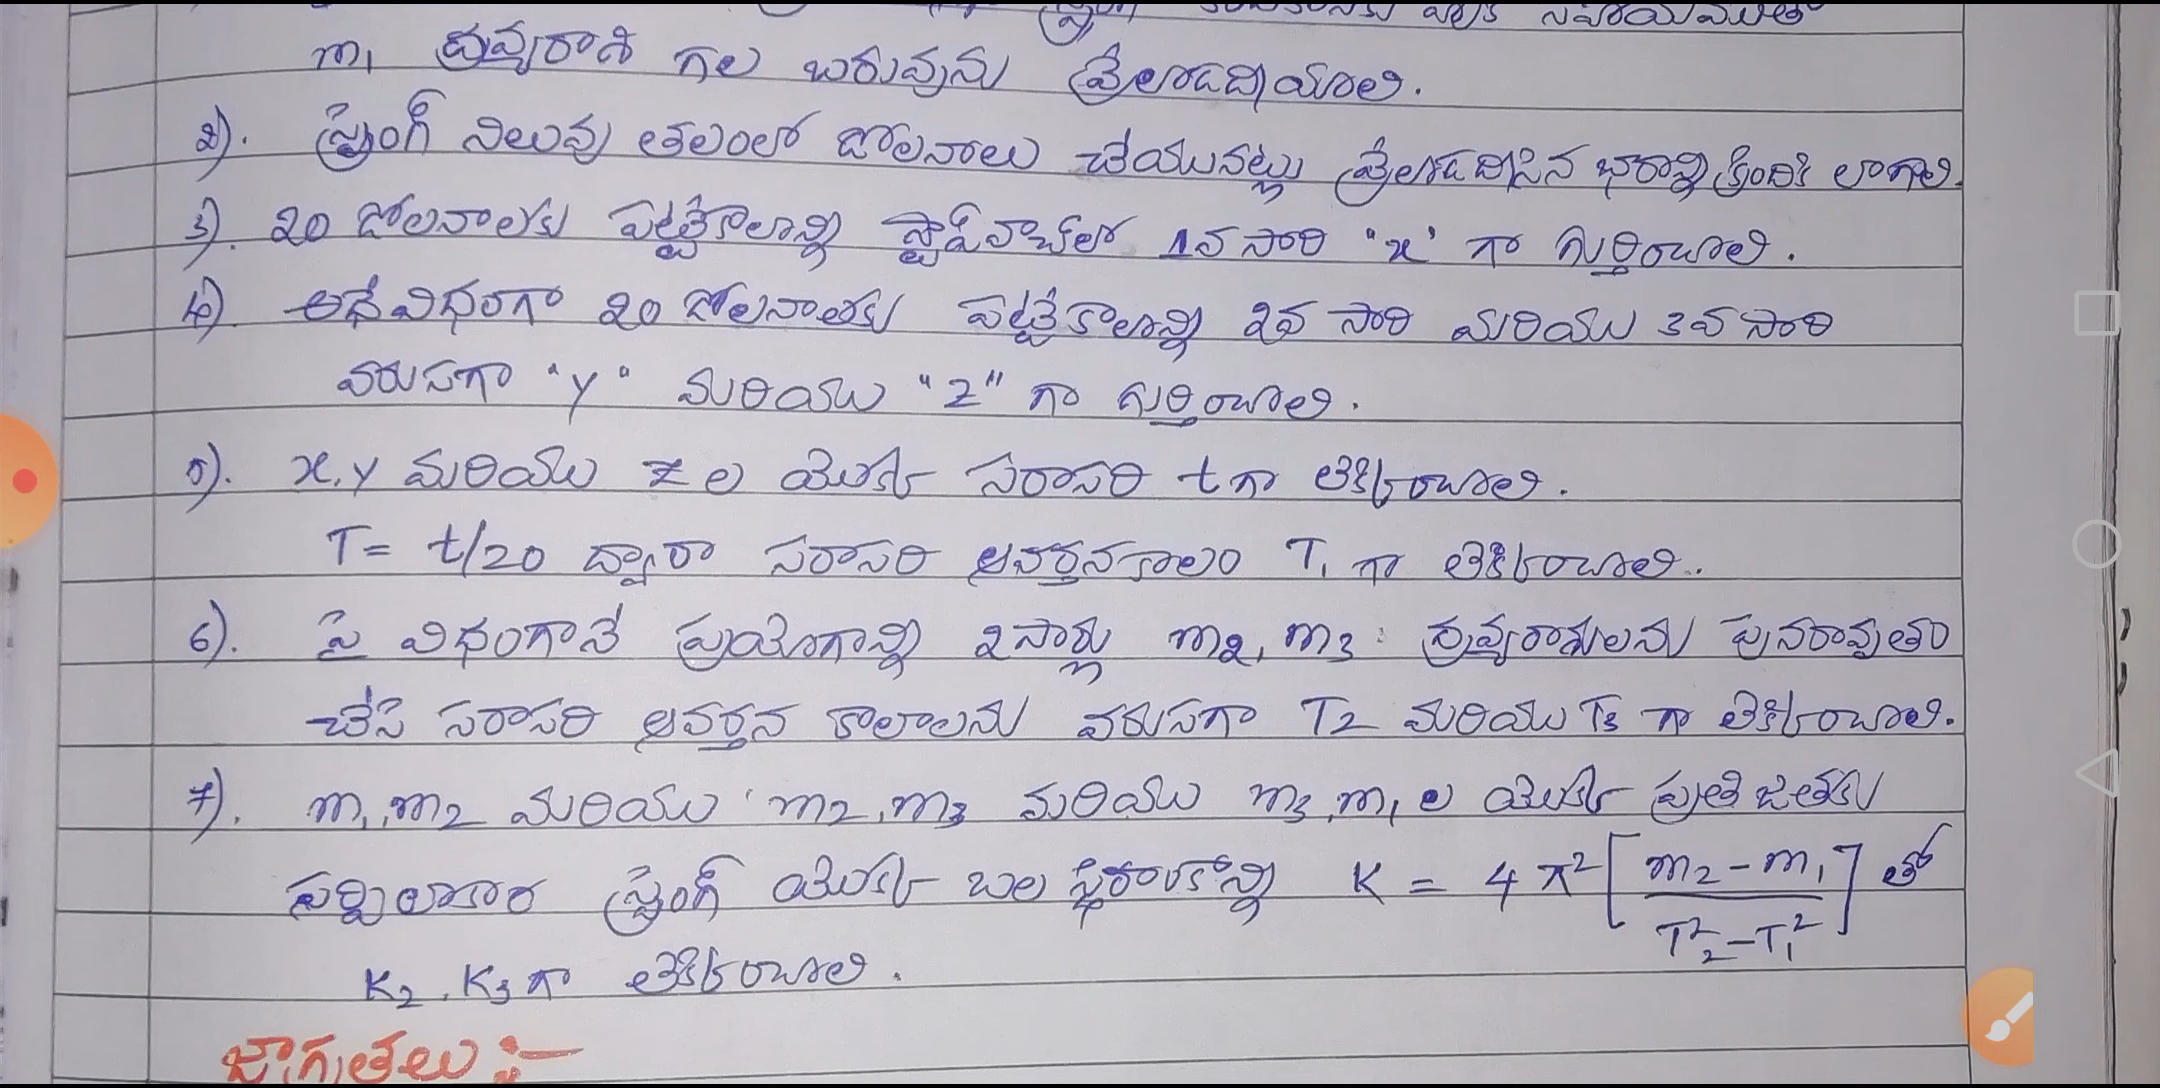 m₁ ద్రవ్యరాశి గల బరువును వ్రేలాడదీయాలి.
2). స్ప్రింగ్ నిలువు తలంలో డోలనాలు చేయునట్లు వ్రేలాడదీసిన భారాన్ని క్రిందికి లాగాలి.
3). 20 డోలనాలకు పట్టేకాలాన్ని స్టాప్ వాచ్‌లో 1వ సారి "x" గా గుర్తించాలి.
4). అదేవిధంగా 20 డోలనాలకు పట్టేకాలాన్ని 2వ సారి మరియు 3వ సారి
వరుసగా "y" మరియు "z" గా గుర్తించాలి.
5). x, y మరియు z ల యొక్క సరాసరి t గా లెక్కించాలి.
T = t/20 ద్వారా సరాసరి ఆవర్తనకాలం T₁ గా లెక్కించాలి.
6). పై విధంగానే ప్రయోగాన్ని 2సార్లు m₂, m₃ ద్రవ్యరాశులను పునరావృతం
చేసి సరాసరి ఆవర్తన కాలాలను వరుసగా T₂ మరియు T₃ గా లెక్కించాలి.
7). m₁, m₂ మరియు m₂, m₃ మరియు m₃, m₁ ల యొక్క ప్రతి జతకు
సర్పిలాకార స్ప్రింగ్ యొక్క బల స్థిరాంకాన్ని K = 4π² [(m₂ - m₁)/(T₂² - T₁²)] తో
K₂, K₃ గా లెక్కించాలి.
జాగ్రత్తలు :-